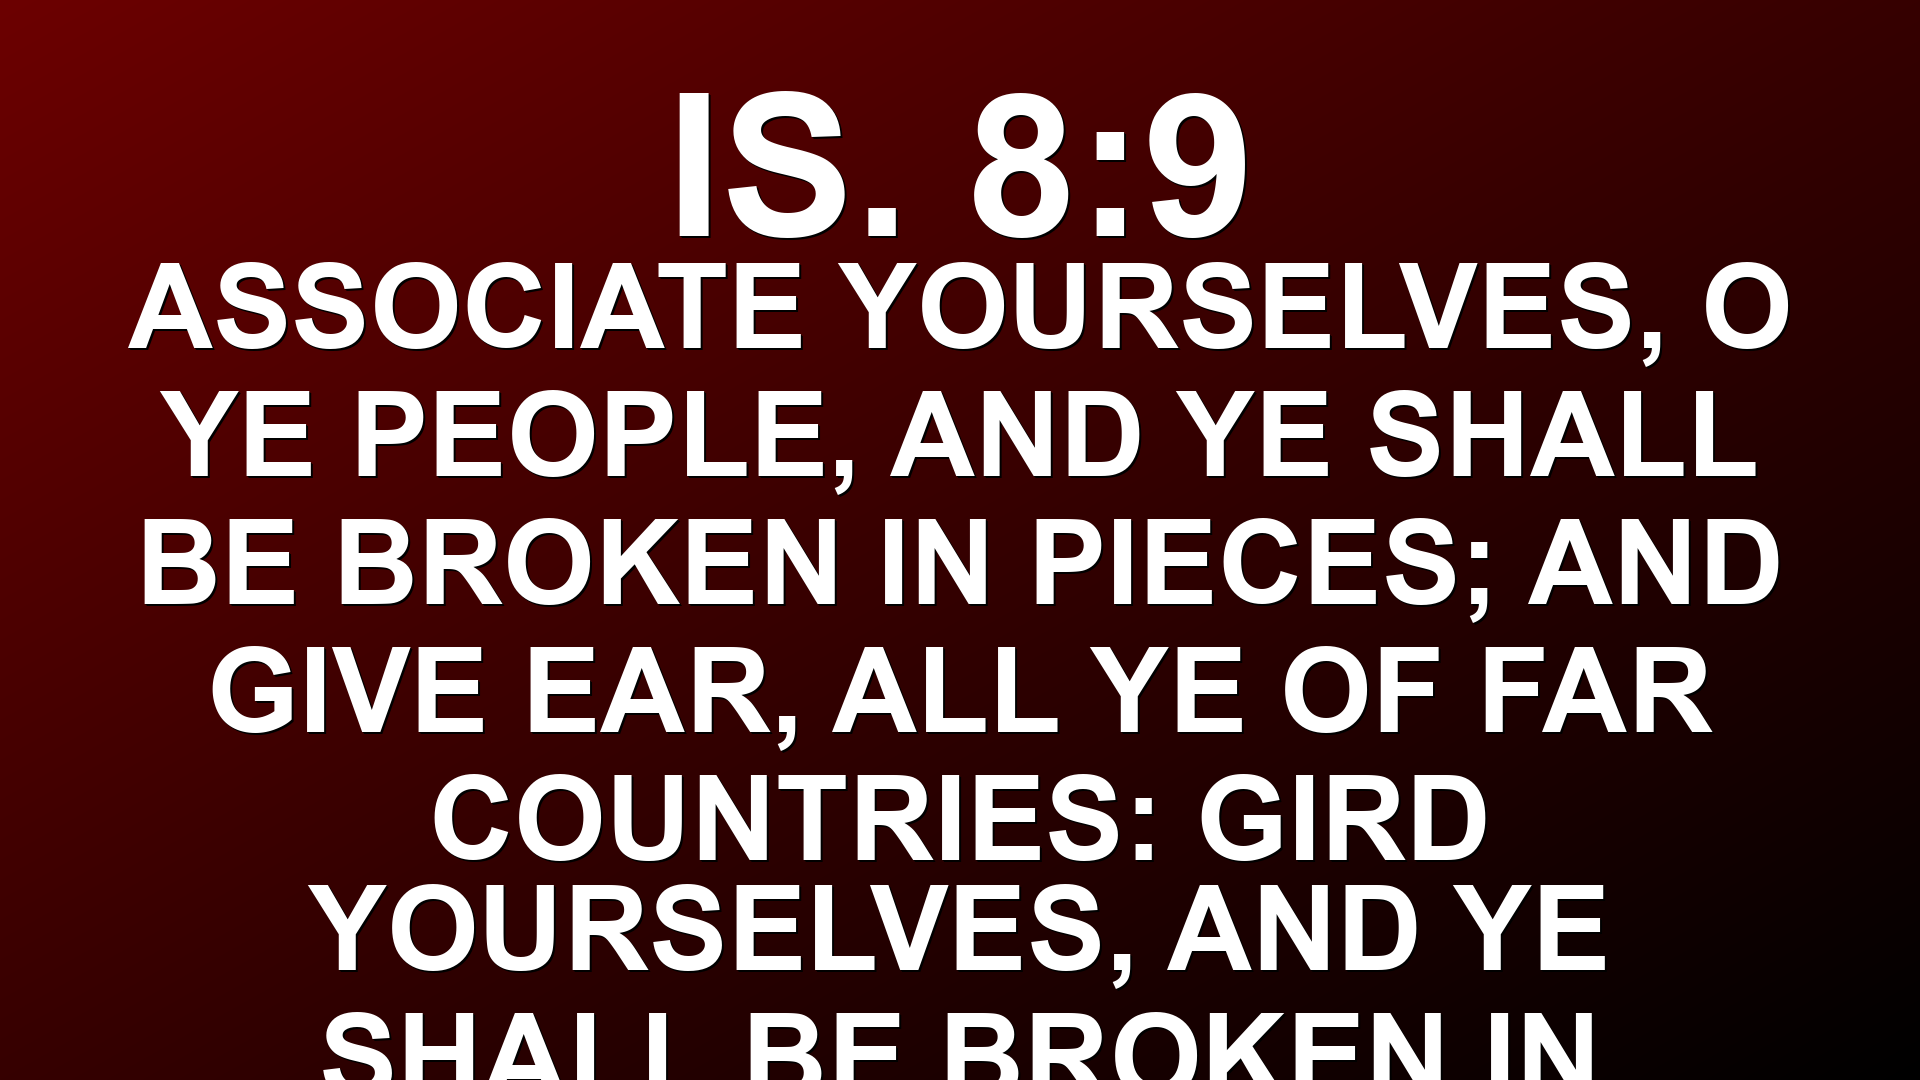 IS. 8:9
ASSOCIATE YOURSELVES, O
YE PEOPLE, AND YE SHALL
BE BROKEN IN PIECES; AND
GIVE EAR, ALL YE OF FAR
COUNTRIES: GIRD
YOURSELVES, AND YE
SHALL BE BROKEN IN